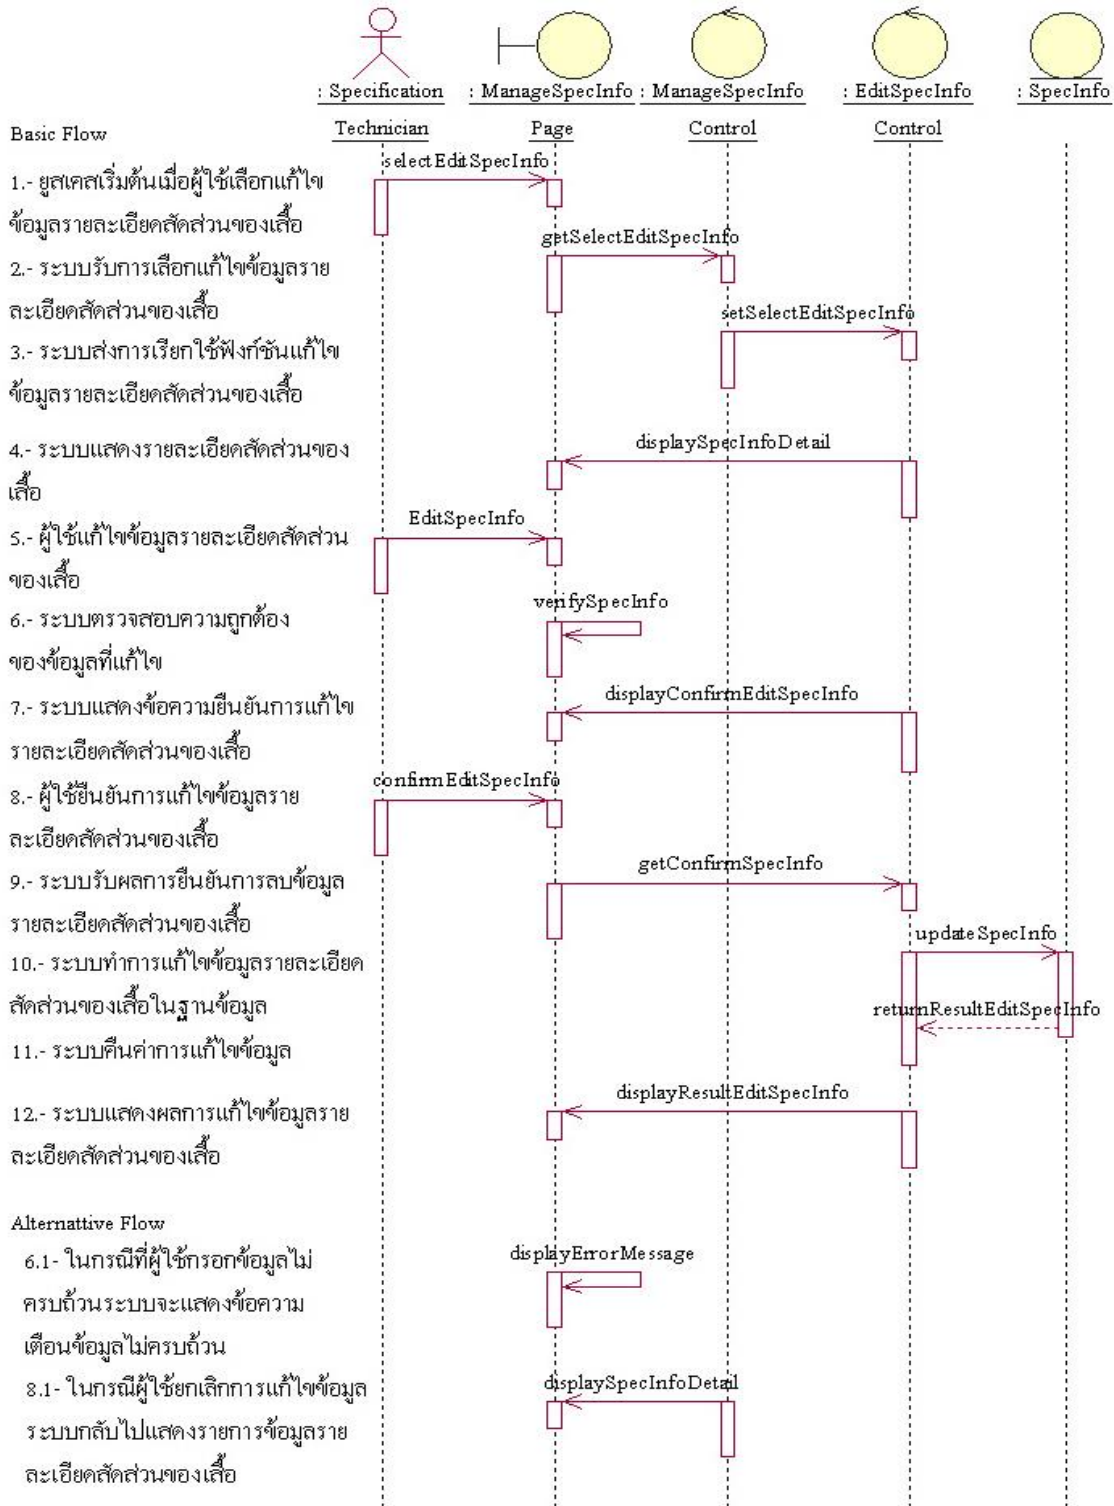 : Specification
: ManageSpecInfo
: ManageSpecInfo
: EditSpecInfo
: SpecInfo
Basic Flow
Technician
Page
Control
Control
selectEditSpecInfo
1.- ยูสเคสเริ่มต้นเมื่อผู้ใช้เลือกแก้ไข
ข้อมูลรายละเอียดสัดส่วนของเสื้อ
getSelectEditSpecInfo
2.- ระบบรับการเลือกแก้ไขข้อมูลราย
ละเอียดสัดส่วนของเสื้อ
setSelectEditSpecInfo
3.- ระบบส่งการเรียกใช้ฟังก์ชันแก้ไข
ข้อมูลรายละเอียดสัดส่วนของเสื้อ
displaySpecInfoDetail
4.- ระบบแสดงรายละเอียดสัดส่วนของ
เสื้อ
EditSpecInfo
5.- ผู้ใช้แก้ไขข้อมูลรายละเอียดสัดส่วน
ของเสื้อ
verifySpecInfo
6.- ระบบตรวจสอบความถูกต้อง
ของข้อมูลที่แก้ไข
displayConfirmEditSpecInfo
7.- ระบบแสดงข้อความยืนยันการแก้ไข
รายละเอียดสัดส่วนของเสื้อ
confirmEditSpecInfo
8.- ผู้ใช้ยืนยันการแก้ไขข้อมูลราย
ละเอียดสัดส่วนของเสื้อ
getConfirmSpecInfo
9.- ระบบรับผลการยืนยันการลบข้อมูล
รายละเอียดสัดส่วนของเสื้อ
updateSpecInfo
10.- ระบบทำการแก้ไขข้อมูลรายละเอียด
สัดส่วนของเสื้อในฐานข้อมูล
returnResultEditSpecInfo
11.- ระบบคืนค่าการแก้ไขข้อมูล
displayResultEditSpecInfo
12.- ระบบแสดงผลการแก้ไขข้อมูลราย
ละเอียดสัดส่วนของเสื้อ
Alternattive Flow
displayErrorMessage
6.1- ในกรณีที่ผู้ใช้กรอกข้อมูลไม่
ครบถ้วนระบบจะแสดงข้อความ
เตือนข้อมูลไม่ครบถ้วน
displaySpecInfoDetail
8.1- ในกรณีผู้ใช้ยกเลิกการแก้ไขข้อมูล
ระบบกลับไปแสดงรายการข้อมูลราย
ละเอียดสัดส่วนของเสื้อ